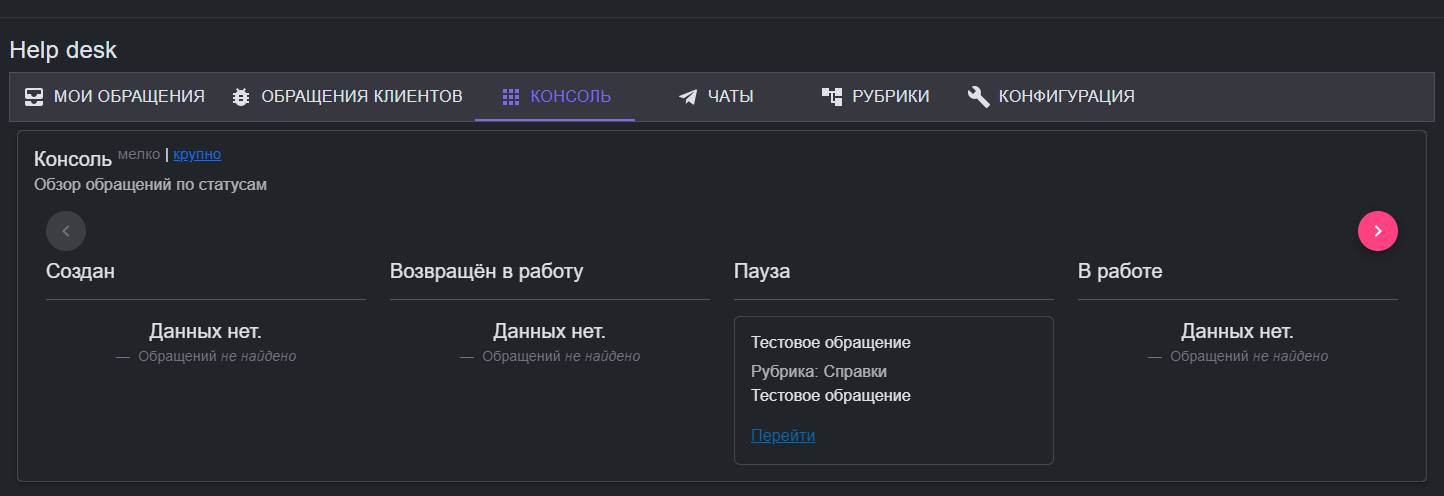 Help desk
МОИ ОБРАЩЕНИЯ ОБРАЩЕНИЯ КЛИЕНТОВ КОНСОЛЬ ЧАТЫ РУБРИКИ КОНФИГУРАЦИЯ
Консоль мелко | крупно
Обзор обращений по статусам
Создан
Данных нет.
— Обращений не найдено
Возвращён в работу
Данных нет.
— Обращений не найдено
Пауза
Тестовое обращение
Рубрика: Справки
Тестовое обращение
Перейти
В работе
Данных нет.
— Обращений не найдено